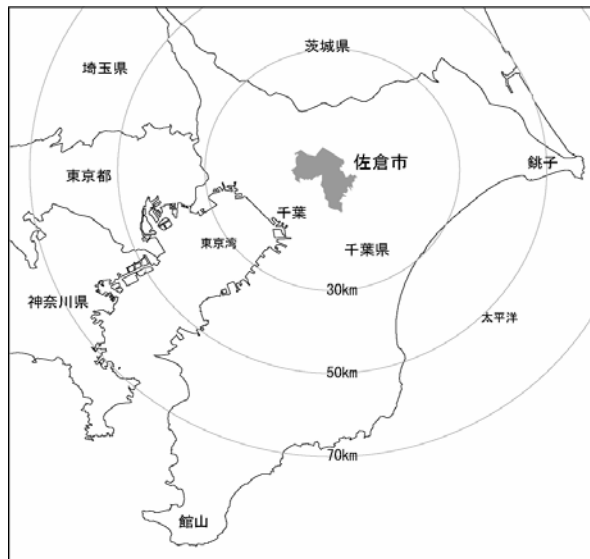 茨城県
埼玉県
佐倉市
銚子
東京都
千葉
東京湾
千葉県
30km
神奈川県
太平洋
50km
70km
館山